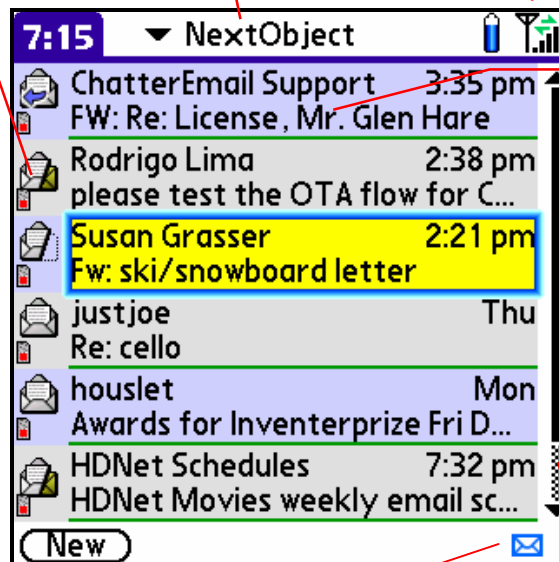 7:15 NextObject
ChatterEmail Support 3:35 pm
FW: Re: License, Mr. Glen Hare
Rodrigo Lima 2:38 pm
please test the OTA flow for C...
Susan Grasser 2:21 pm
Fw: ski/snowboard letter
justjoe Thu
Re: cello
houslet Mon
Awards for Inventerprize Fri D...
HDNet Schedules 7:32 pm
HDNet Movies weekly email sc...
New